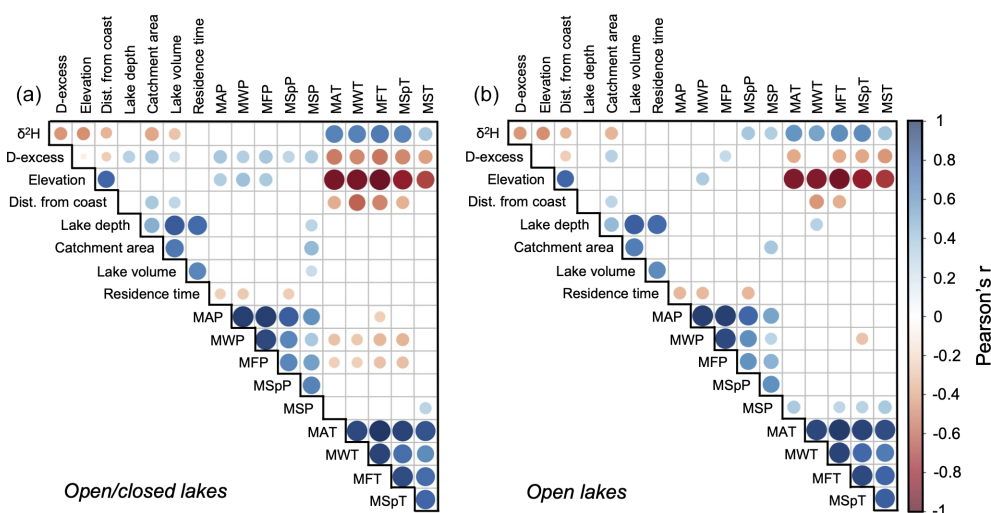 (a)
D-excess
Elevation
Dist. from coast
Lake depth
Catchment area
Lake volume
Residence time
MAP
MWP
MFP
MSpP
MSP
MAT
MWT
MFT
MSpT
MST
δ²H
D-excess
Elevation
Dist. from coast
Lake depth
Catchment area
Lake volume
Residence time
MAP
MWP
MFP
MSpP
MSP
MAT
MWT
MFT
MSpT
Open/closed lakes
(b)
D-excess
Elevation
Dist. from coast
Lake depth
Catchment area
Lake volume
Residence time
MAP
MWP
MFP
MSpP
MSP
MAT
MWT
MFT
MSpT
MST
δ²H
D-excess
Elevation
Dist. from coast
Lake depth
Catchment area
Lake volume
Residence time
MAP
MWP
MFP
MSpP
MSP
MAT
MWT
MFT
MSpT
Open lakes
1
0.8
0.6
0.4
0.2
0
-0.2
-0.4
-0.6
-0.8
-1
Pearson's r